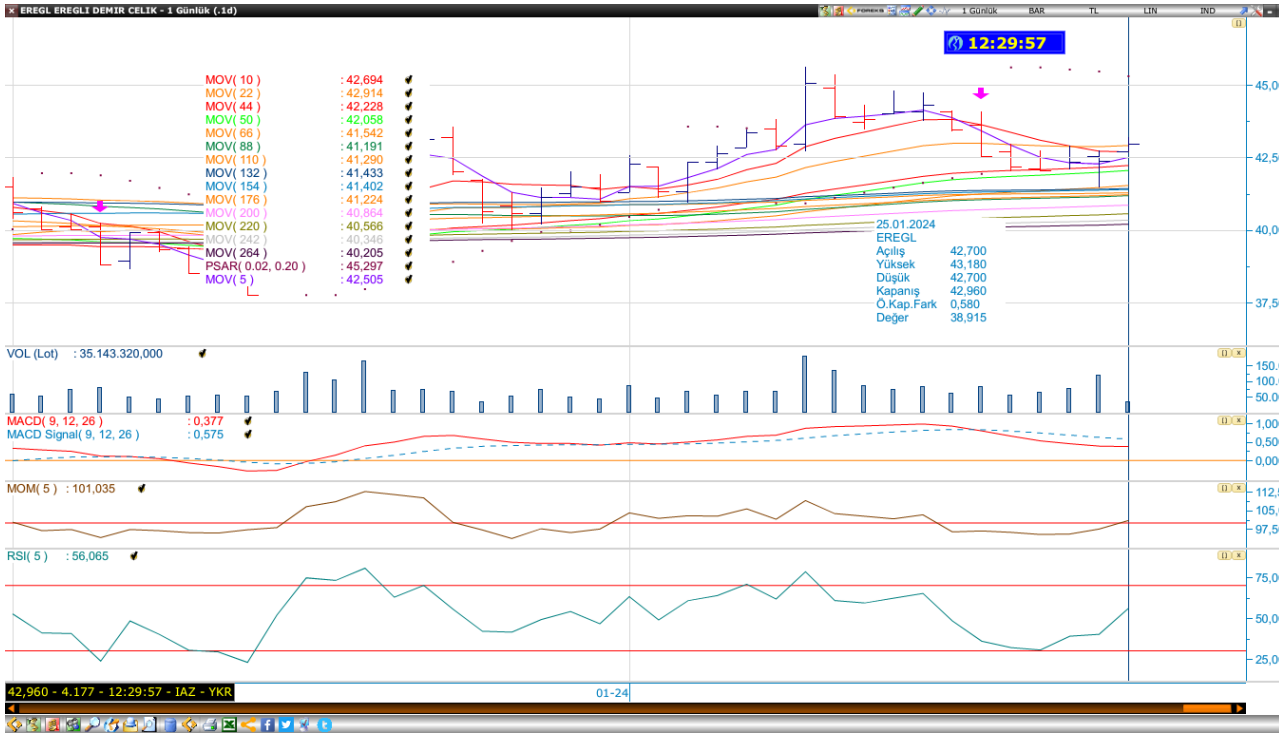 EREGL EREGLI DEMIR CELIK - 1 Günlük (.1d)
FOREKS 1 Günlük BAR TL LIN IND
12:29:57
MOV( 10 ) : 42,694
MOV( 22 ) : 42,914
MOV( 44 ) : 42,228
MOV( 50 ) : 42,058
MOV( 66 ) : 41,542
MOV( 88 ) : 41,191
MOV( 110 ) : 41,290
MOV( 132 ) : 41,433
MOV( 154 ) : 41,402
MOV( 176 ) : 41,224
MOV( 200 ) : 40,864
MOV( 220 ) : 40,566
MOV( 242 ) : 40,346
MOV( 264 ) : 40,205
PSAR( 0.02, 0.20 ) : 45,297
MOV( 5 ) : 42,505
45,0
42,5
40,0
37,5
25.01.2024
EREGL
Açılış 42,700
Yüksek 43,180
Düşük 42,700
Kapanış 42,960
Ö.Kap.Fark 0,580
Değer 38,915
VOL (Lot) : 35.143.320,000
150.0
100.0
50.00
MACD( 9, 12, 26 ) : 0,377
MACD Signal( 9, 12, 26 ) : 0,575
1,00
0,50
0,00
MOM( 5 ) : 101,035
112,5
105,0
97,50
RSI( 5 ) : 56,065
75,00
50,00
25,00
42,960 - 4.177 - 12:29:57 - IAZ - YKR
01-24